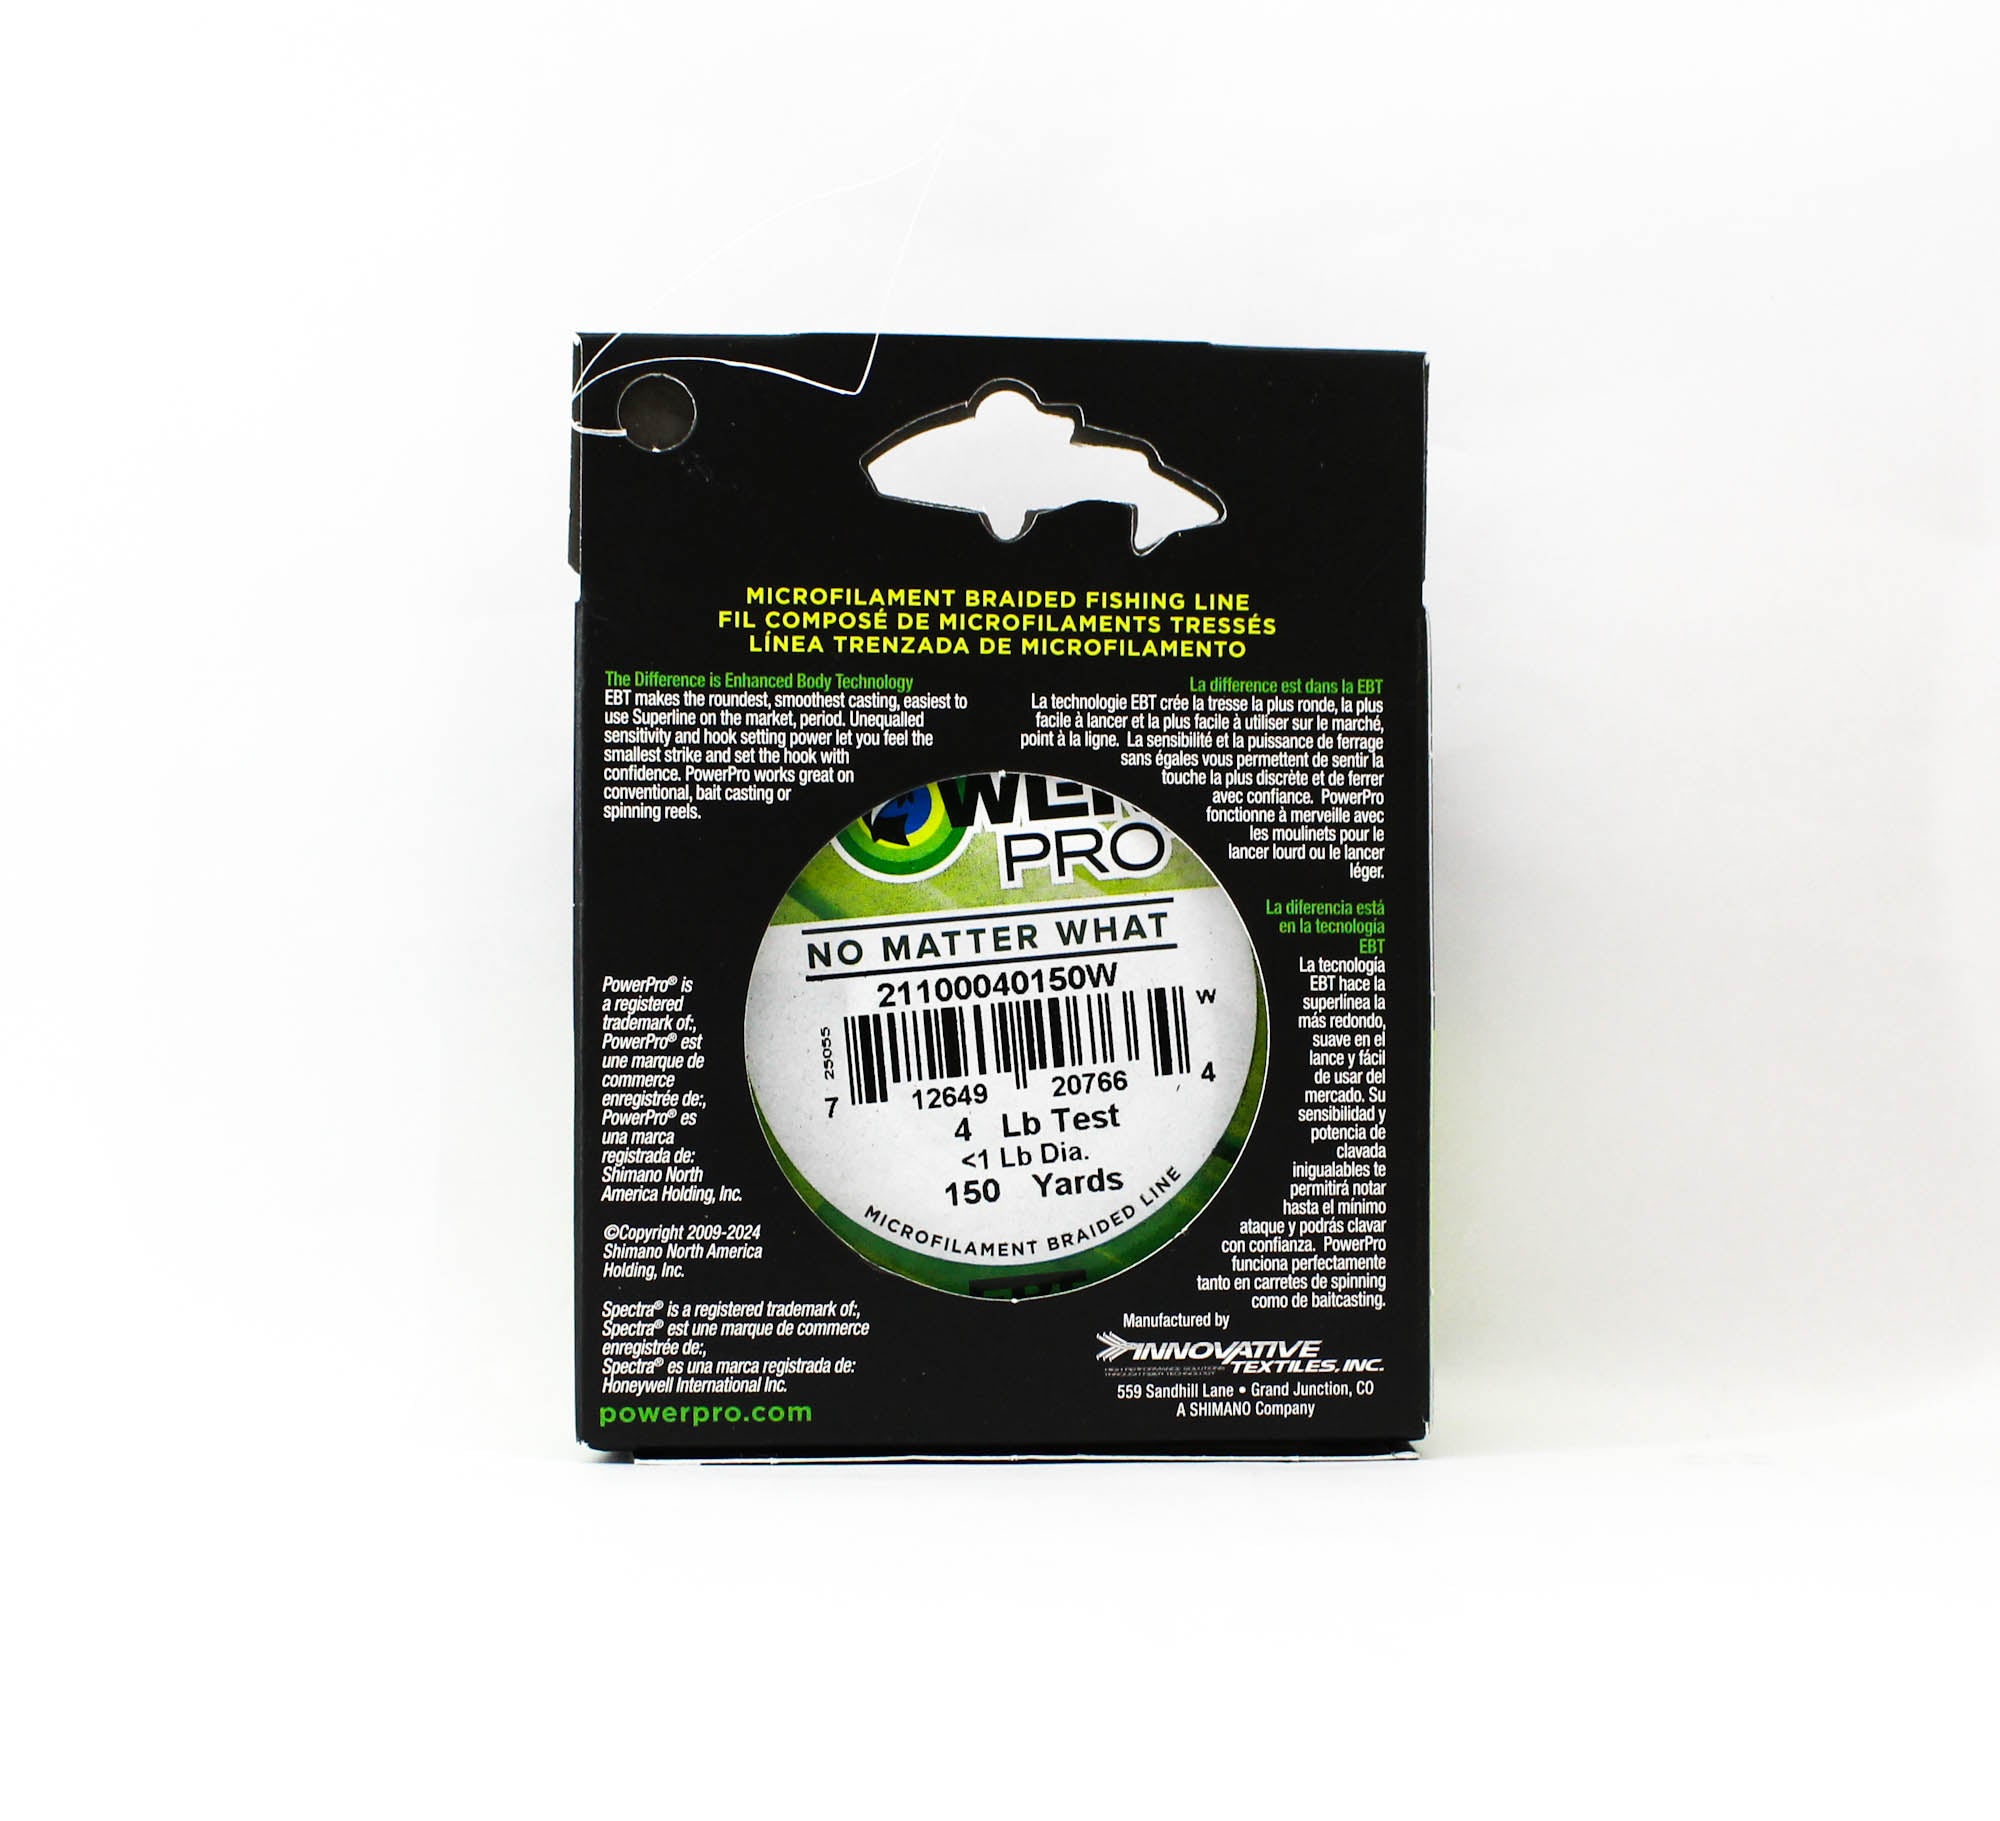 MICROFILAMENT BRAIDED FISHING LINE
FIL COMPOSÉ DE MICROFILAMENTS TRESSÉS
LÍNEA TRENZADA DE MICROFILAMENTO
The Difference is Enhanced Body Technology
EBT makes the roundest, smoothest casting, easiest to
use Superline on the market, period. Unequalled
sensitivity and hook setting power let you feel the
smallest strike and set the hook with
confidence. PowerPro works great on
conventional, bait casting or
spinning reels.
La difference est dans la EBT
La technologie EBT crée la tresse la plus ronde, la plus
facile à lancer et la plus facile à utiliser sur le marché,
point à la ligne. La sensibilité et la puissance de ferrage
sans égales vous permettent de sentir la
touche la plus discrète et de ferrer
avec confiance. PowerPro
fonctionne à merveille avec
les moulinets pour le
lancer lourd ou le lancer
léger.
La diferencia está
en la tecnología
EBT
La tecnología
EBT hace la
superlínea la
más redondo,
suave en el
lance y fácil
de usar del
mercado. Su
sensibilidad y
potencia de
clavada
inigualables te
permitirá notar
hasta el mínimo
ataque y podrás clavar
con confianza. PowerPro
funciona perfectamente
tanto en carretes de spinning
como de baitcasting.
PRO
NO MATTER WHAT
21100040150W
W
25055
7 12649 20766 4
4 Lb Test
<1 Lb Dia.
150 Yards
MICROFILAMENT BRAIDED LINE
PowerPro® is
a registered
trademark of:,
PowerPro® est
une marque de
commerce
enregistrée de:,
PowerPro® es
una marca
registrada de:
Shimano North
America Holding, Inc.
©Copyright 2009-2024
Shimano North America
Holding, Inc.
Spectra® is a registered trademark of:,
Spectra® est une marque de commerce
enregistrée de:,
Spectra® es una marca registrada de:
Honeywell International Inc.
powerpro.com
Manufactured by
INNOVATIVE
TEXTILES, INC.
HIGH PERFORMANCE SOLUTIONS
THROUGH FIBER TECHNOLOGY
559 Sandhill Lane • Grand Junction, CO
A SHIMANO Company